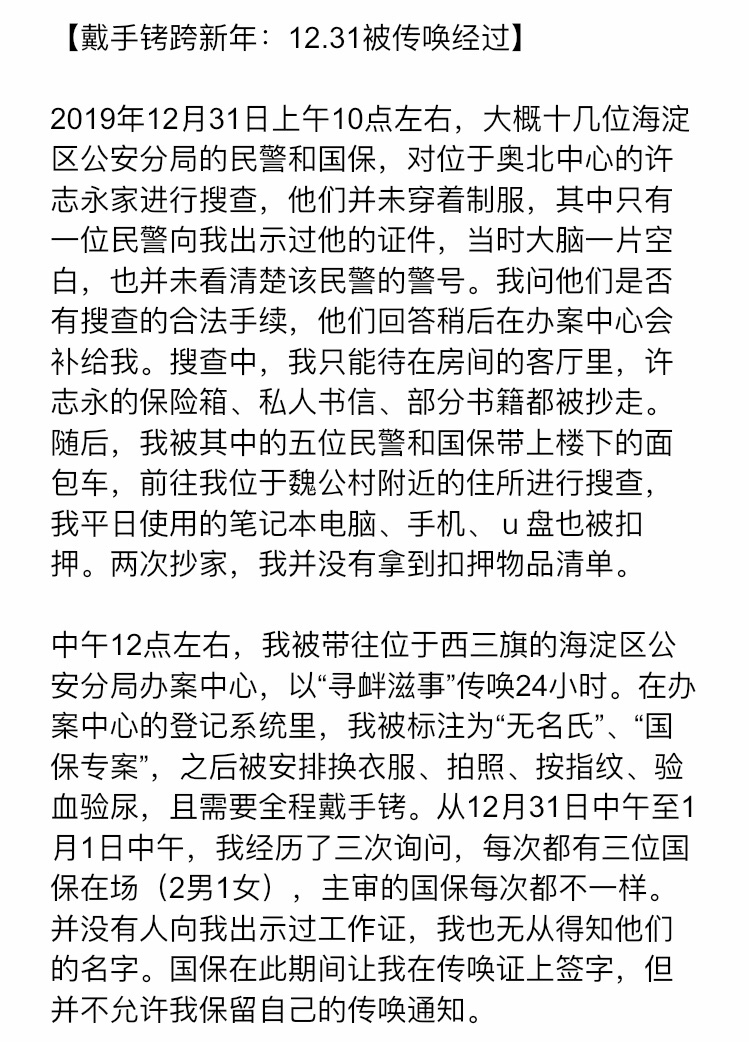 【戴手铐跨新年：12.31被传唤经过】
2019年12月31日上午10点左右，大概十几位海淀
区公安分局的民警和国保，对位于奥北中心的许
志永家进行搜查，他们并未穿着制服，其中只有
一位民警向我出示过他的证件，当时大脑一片空
白，也并未看清楚该民警的警号。我问他们是否
有搜查的合法手续，他们回答稍后在办案中心会
补给我。搜查中，我只能待在房间的客厅里，许
志永的保险箱、私人书信、部分书籍都被抄走。
随后，我被其中的五位民警和国保带上楼下的面
包车，前往我位于魏公村附近的住所进行搜查，
我平日使用的笔记本电脑、手机、u盘也被扣
押。两次抄家，我并没有拿到扣押物品清单。
中午12点左右，我被带往位于西三旗的海淀区公
安分局办案中心，以“寻衅滋事”传唤24小时。在办
案中心的登记系统里，我被标注为“无名氏”、“国
保专案”，之后被安排换衣服、拍照、按指纹、验
血验尿，且需要全程戴手铐。从12月31日中午至1
月1日中午，我经历了三次询问，每次都有三位国
保在场（2男1女），主审的国保每次都不一样。
并没有人向我出示过工作证，我也无从得知他们
的名字。国保在此期间让我在传唤证上签字，但
并不允许我保留自己的传唤通知。